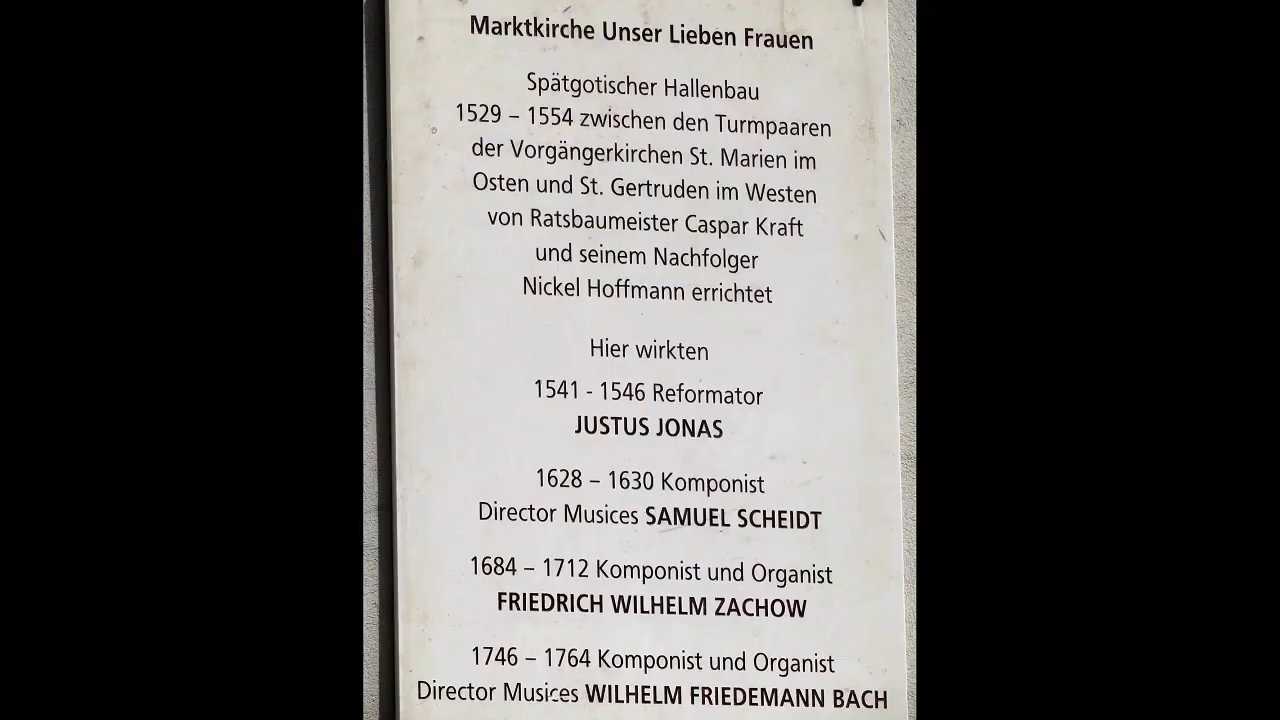 Marktkirche Unser Lieben Frauen
Spätgotischer Hallenbau
1529 – 1554 zwischen den Turmpaaren
der Vorgängerkirchen St. Marien im
Osten und St. Gertruden im Westen
von Ratsbaumeister Caspar Kraft
und seinem Nachfolger
Nickel Hoffmann errichtet
Hier wirkten
1541 - 1546 Reformator
JUSTUS JONAS
1628 – 1630 Komponist
Director Musices SAMUEL SCHEIDT
1684 – 1712 Komponist und Organist
FRIEDRICH WILHELM ZACHOW
1746 – 1764 Komponist und Organist
Director Musices WILHELM FRIEDEMANN BACH